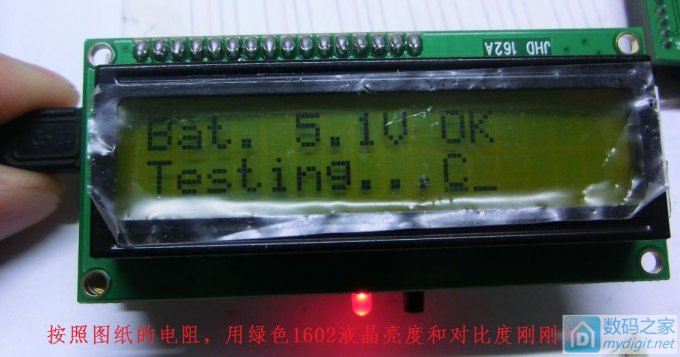 JHD 162A
Bat. 5.1V OK
Testing...C_
按照图纸的电阻，用绿色1602液晶亮度和对比度刚刚
数码之家
mydigit.net